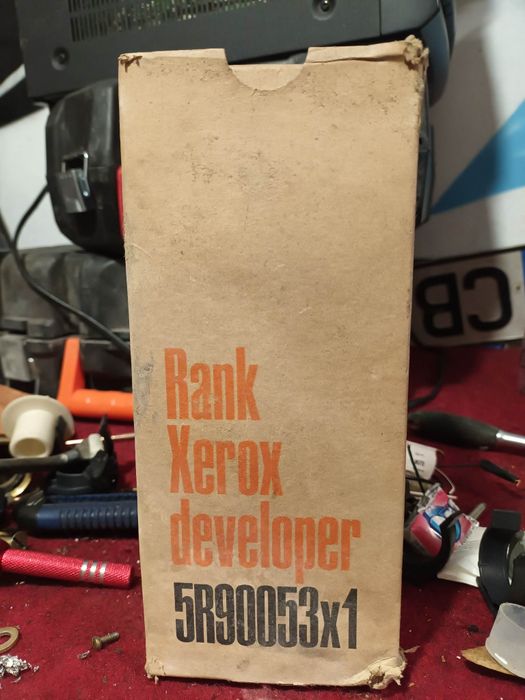 Rank
Xerox
developer
5R90053x1
CB